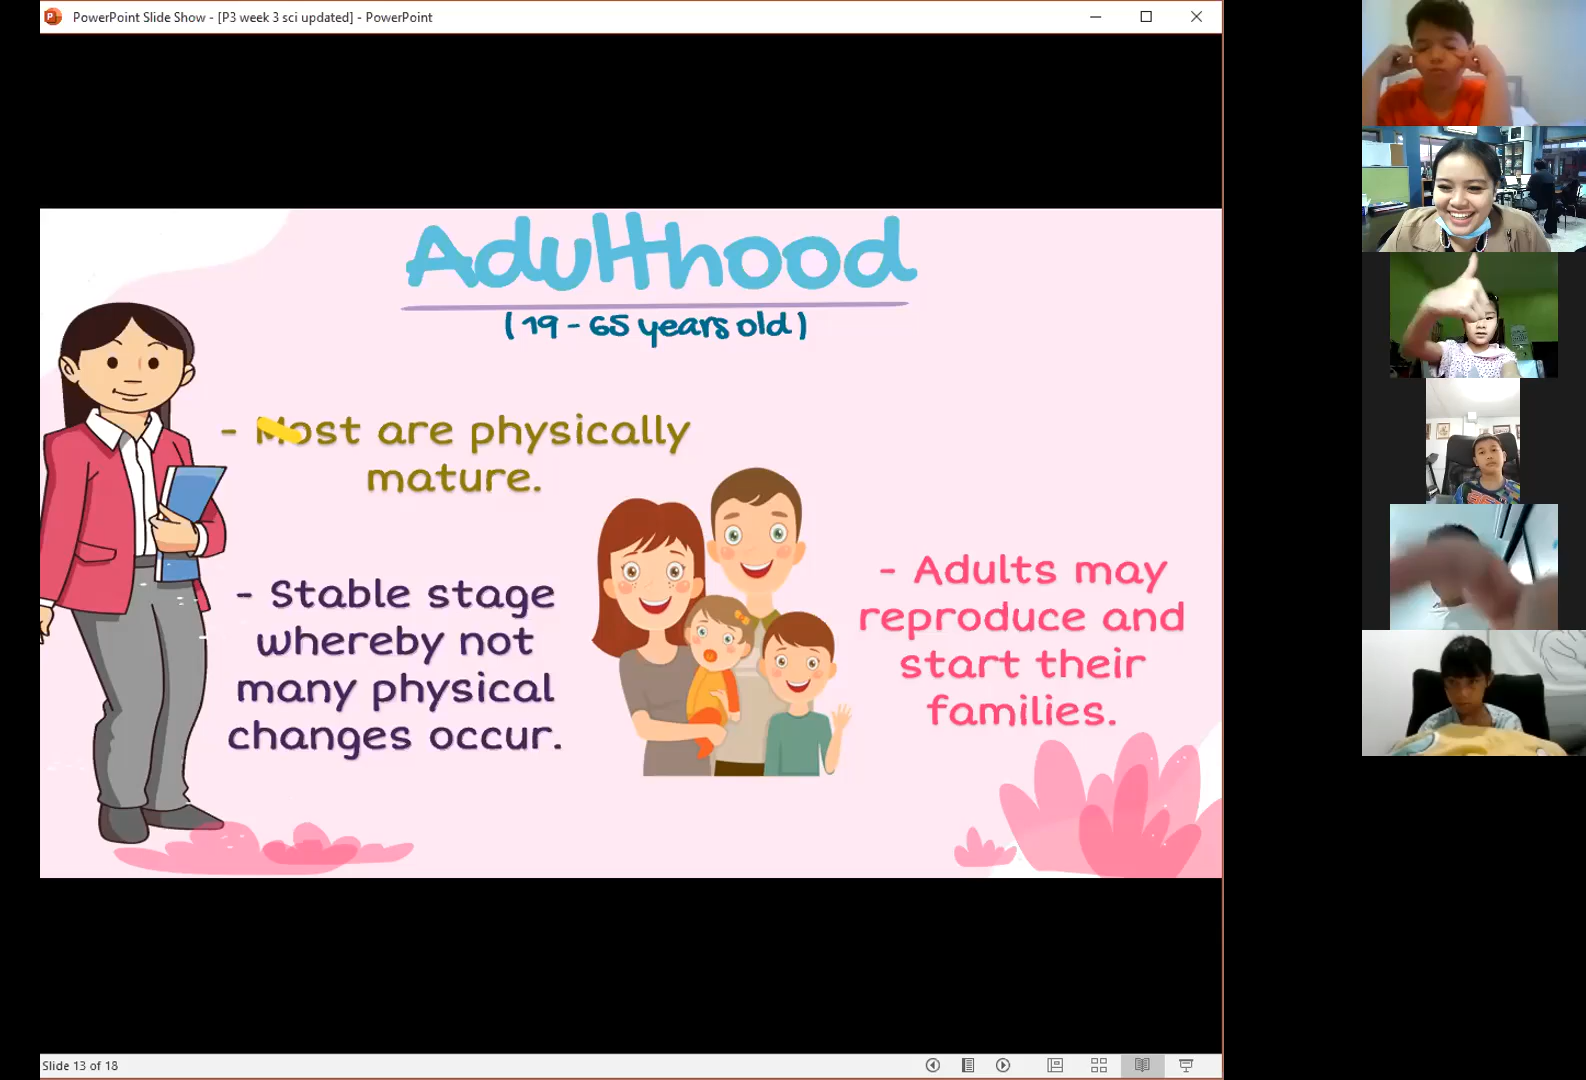 PowerPoint Slide Show - [P3 week 3 sci updated] - PowerPoint
Adulthood
(19 - 65 years old)
- Most are physically
mature.
- Stable stage
whereby not
many physical
changes occur.
- Adults may
reproduce and
start their
families.
Slide 13 of 18